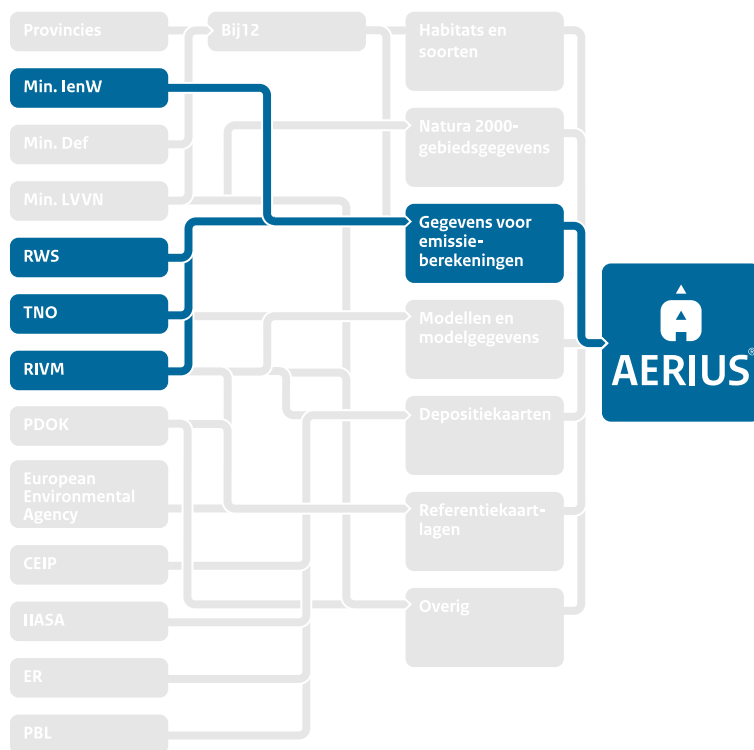 Provincies
Min. IenW
Min. Def
Min. LVVN
RWS
TNO
RIVM
PDOK
European
Environmental
Agency
CEIP
IIASA
ER
PBL
Bij12
Habitats en
soorten
Natura 2000-
gebiedsgegevens
Gegevens voor
emissie-
berekeningen
Modellen en
modelgegevens
Depositiekaarten
Referentiekaart-
lagen
Overig
AERIUS®